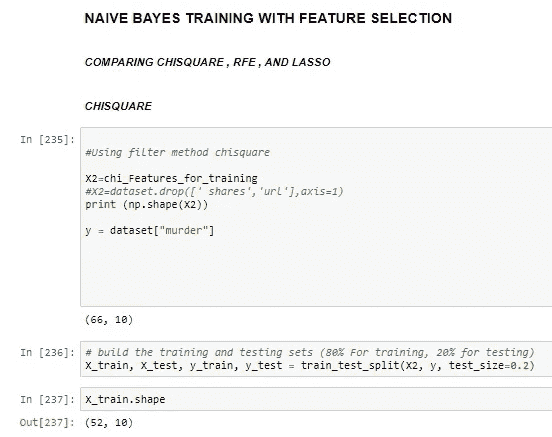 NAIVE BAYES TRAINING WITH FEATURE SELECTION
COMPARING CHISQUARE , RFE , AND LASSO
CHISQUARE
In [235]:
#Using filter method chisquare
X2=chi_Features_for_training
#X2=dataset.drop([' shares','url'],axis=1)
print (np.shape(X2))
y = dataset["murder"]
(66, 10)
In [236]: # build the training and testing sets (80% For training, 20% for testing)
X_train, X_test, y_train, y_test = train_test_split(X2, y, test_size=0.2)
In [237]: X_train.shape
Out[237]: (52, 10)